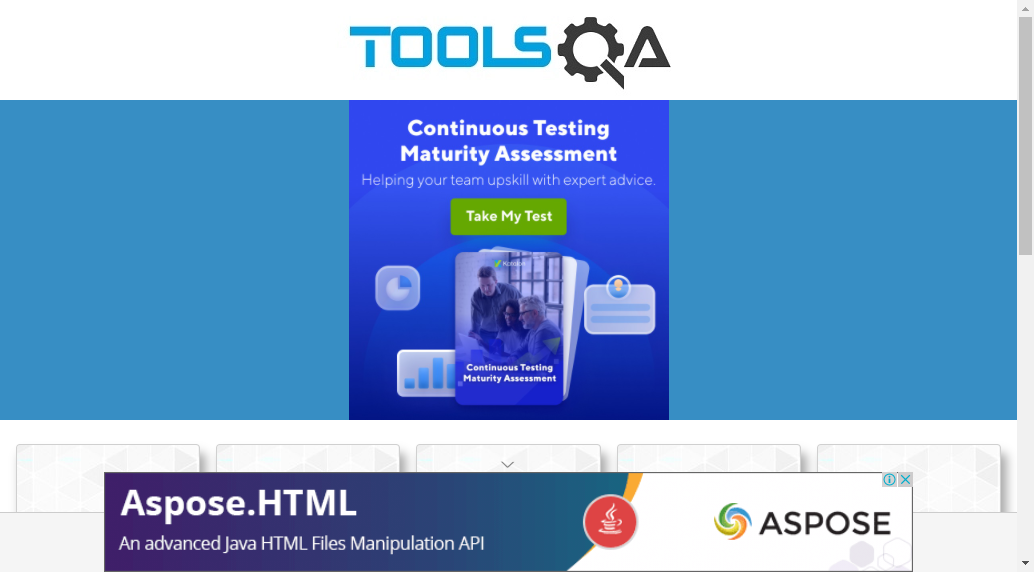 TOOLSQA
Continuous Testing
Maturity Assessment
Helping your team upskill with expert advice.
Take My Test
Katalon
Continuous Testing
Maturity Assessment
Aspose.HTML
An advanced Java HTML Files Manipulation API
ASPOSE